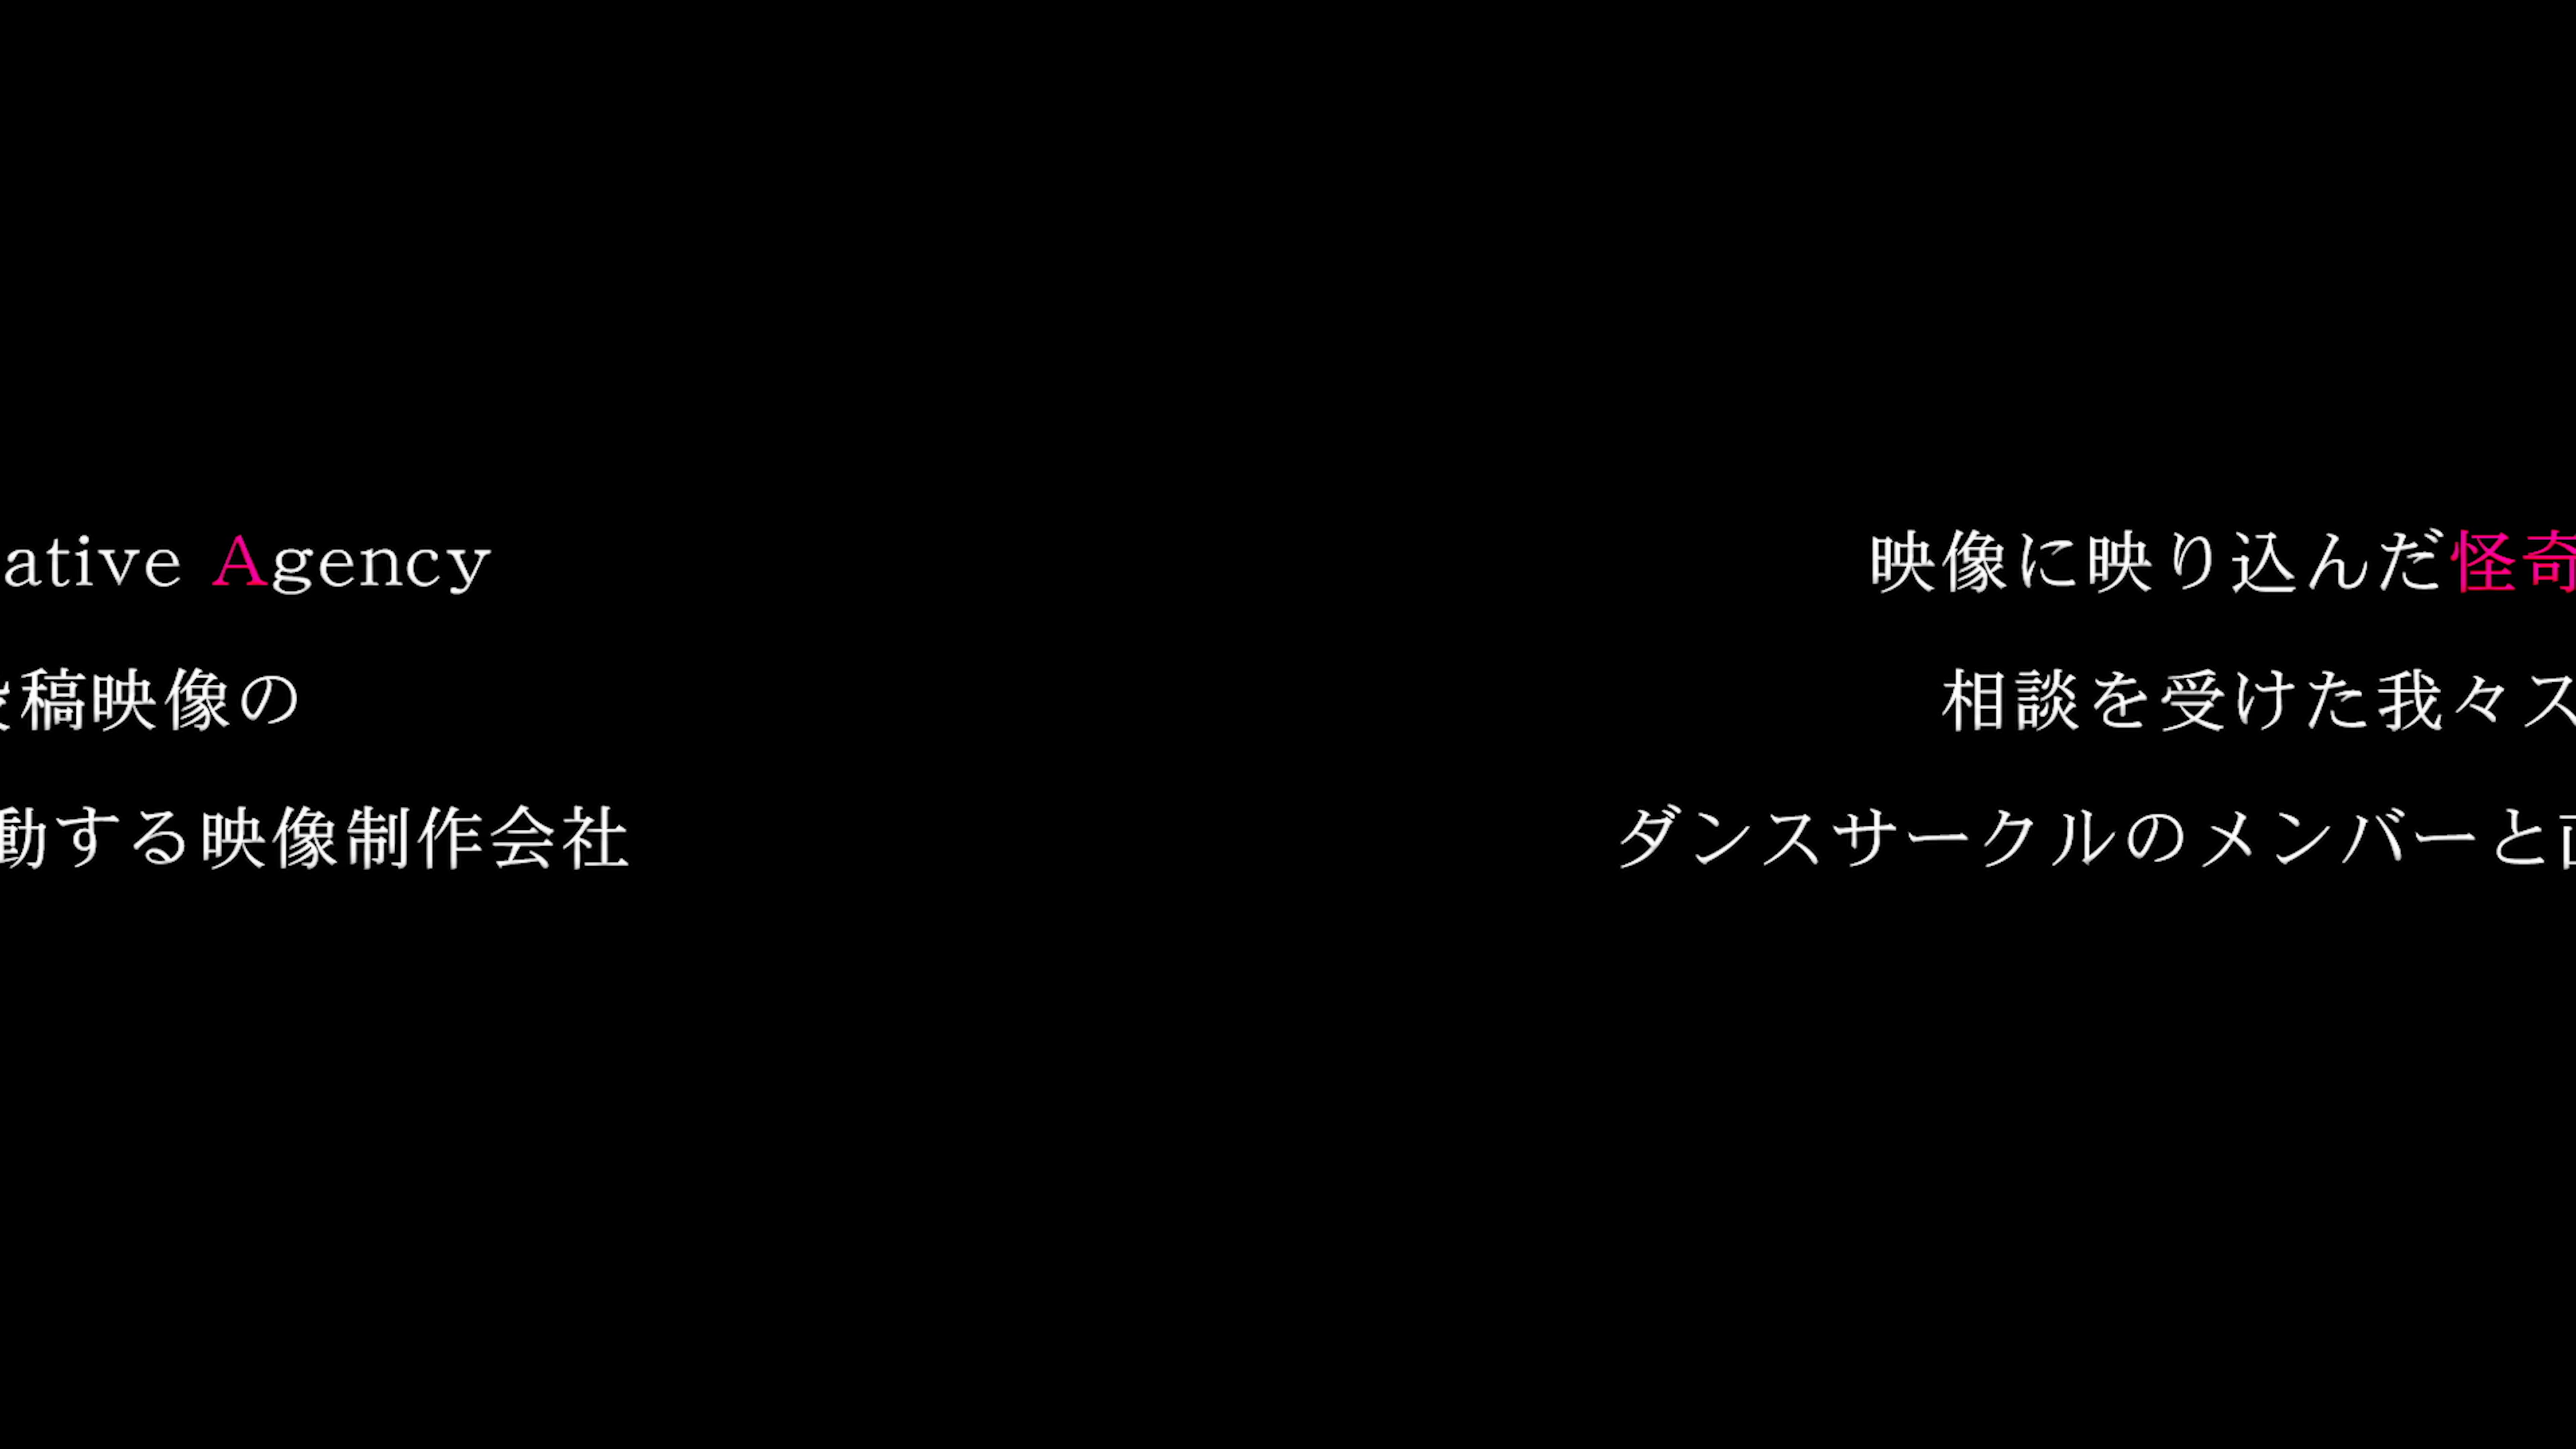 ative Agency
稿映像の
動する映像制作会社
映像に映り込んだ怪奇
相談を受けた我々ス
ダンスサークルのメンバーと